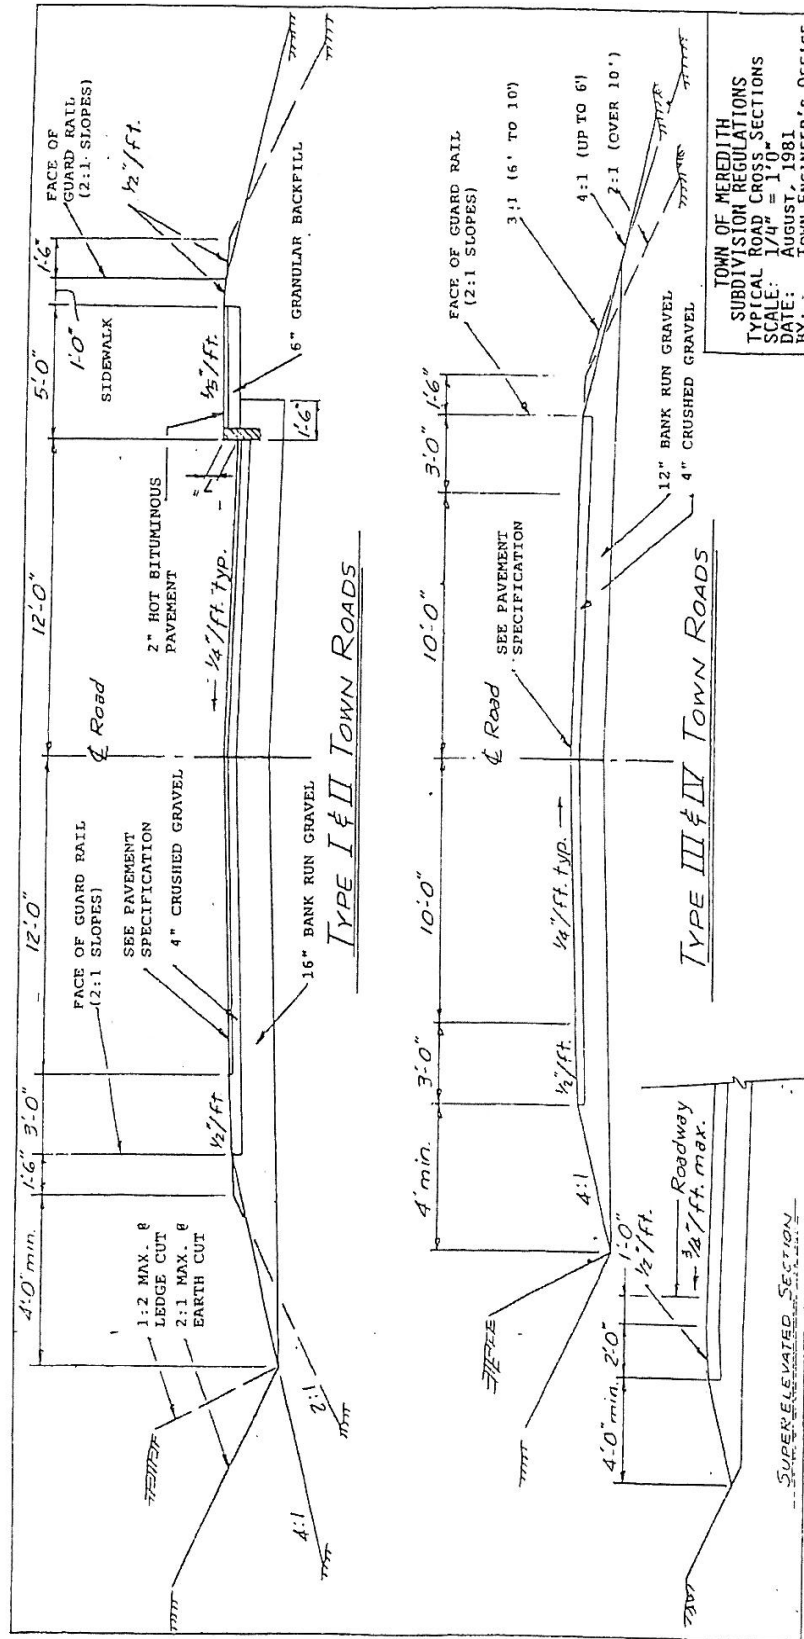 4'-0" min.
1'-6"
3'-0"
12'-0"
12'-0"
5'-0"
1'-6"
1'-0"
SIDEWALK
FACE OF
GUARD RAIL
(2:1 SLOPES)
1/2"/ft.
FACE OF GUARD RAIL
(2:1 SLOPES)
℄ Road
1:2 MAX. @
LEDGE CUT
2:1 MAX. @
EARTH CUT
SEE PAVEMENT
SPECIFICATION
4" CRUSHED GRAVEL
2" HOT BITUMINOUS
PAVEMENT
1/4"/ft. typ.
1/2"/ft
7"
6" GRANULAR BACKFILL
1'-6"
16" BANK RUN GRAVEL
2:1
4:1
TYPE I & II TOWN ROADS
4' min.
3'-0"
10'-0"
10'-0"
3'-0"
1'-6"
FACE OF GUARD RAIL
(2:1 SLOPES)
℄ Road
SEE PAVEMENT
SPECIFICATION
3:1 (6' TO 10')
4:1 (UP TO 6')
2:1 (OVER 10')
4:1
1/2"/ft.
1/4"/ft. typ.
12" BANK RUN GRAVEL
4" CRUSHED GRAVEL
TYPE III & IV TOWN ROADS
4'-0" min.
2'-0"
1'-0"
1/2"/ft.
Roadway
3/4"/ft. max.
SUPER ELEVATED SECTION
TOWN OF MEREDITH
SUBDIVISION REGULATIONS
TYPICAL ROAD CROSS SECTIONS
SCALE: 1/4" = 1'0"
DATE: AUGUST, 1981
BY: TOWN ENGINEER'S OFFICE